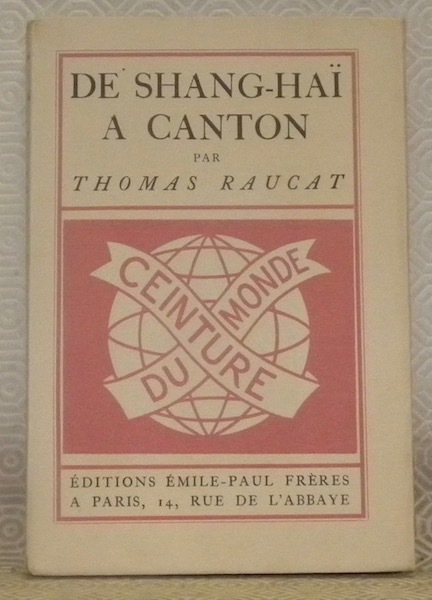 DE SHANG-HAÏ
A CANTON
PAR
THOMAS RAUCAT
CEINTURE
DU MONDE
ÉDITIONS ÉMILE-PAUL FRÈRES
A PARIS, 14, RUE DE L'ABBAYE